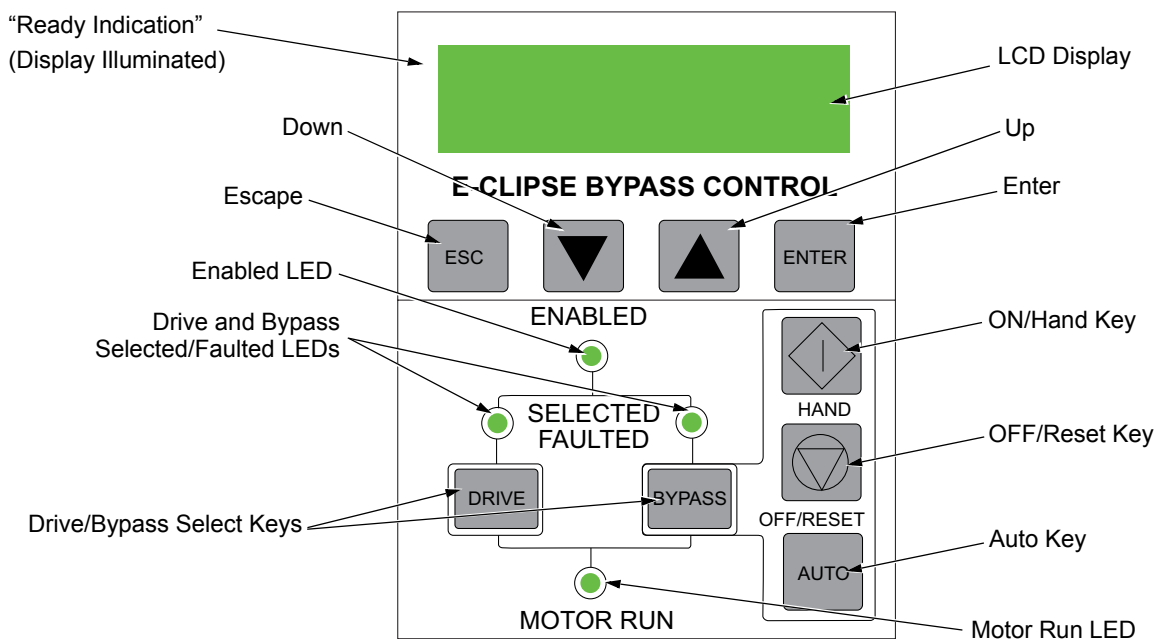 “Ready Indication”
(Display Illuminated)
LCD Display
Down
Up
E-CLIPSE BYPASS CONTROL
Escape
Enter
ESC
ENTER
Enabled LED
ENABLED
Drive and Bypass
Selected/Faulted LEDs
ON/Hand Key
SELECTED
FAULTED
HAND
OFF/Reset Key
DRIVE
BYPASS
Drive/Bypass Select Keys
OFF/RESET
Auto Key
AUTO
MOTOR RUN
Motor Run LED